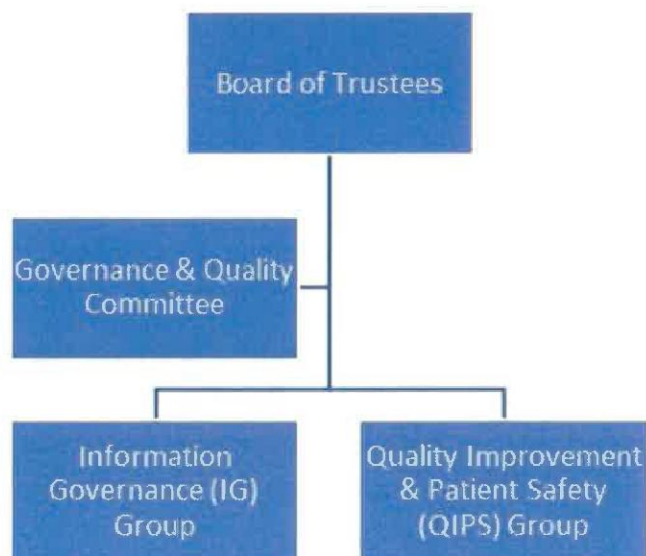 Board of Trustees
Governance & Quality
Committee
Information
Governance (IG)
Group
Quality Improvement
& Patient Safety
(QIPS) Group